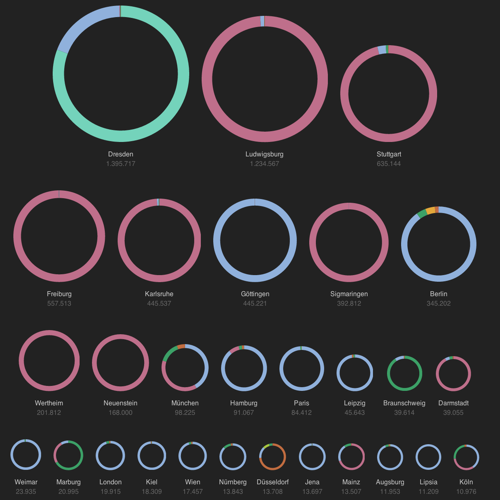 Dresden Ludwigsburg Stuttgart
1.395.717 1.234.567 635.144
Freiburg Karlsruhe Göttingen Sigmaringen Berlin
557.513 445.537 445.221 392.812 345.202
Wertheim Neuenstein München Hamburg Paris Leipzig Braunschweig Darmstadt
201.812 168.000 98.225 91.067 84.412 45.643 39.614 39.055
Weimar Marburg London Kiel Wien Nürnberg Düsseldorf Jena Mainz Augsburg Lipsia Köln
23.935 20.995 19.915 18.309 17.457 13.843 13.708 13.697 13.507 11.853 11.209 10.976